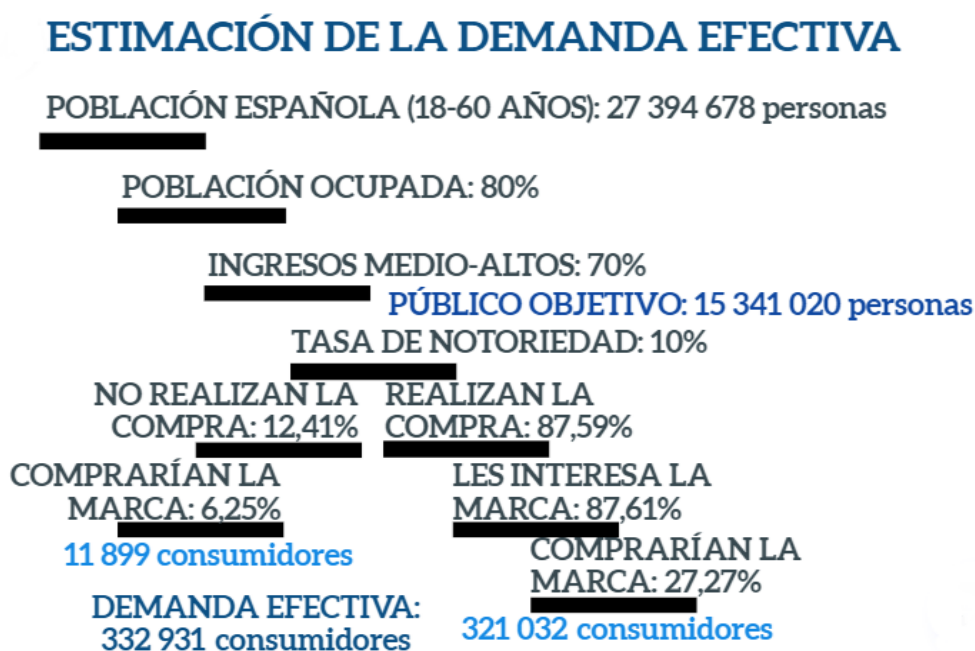 ESTIMACIÓN DE LA DEMANDA EFECTIVA
POBLACIÓN ESPAÑOLA (18-60 AÑOS): 27 394 678 personas
POBLACIÓN OCUPADA: 80%
INGRESOS MEDIO-ALTOS: 70%
PÚBLICO OBJETIVO: 15 341 020 personas
TASA DE NOTORIEDAD: 10%
NO REALIZAN LA
COMPRA: 12,41%
REALIZAN LA
COMPRA: 87,59%
COMPRARÍAN LA
MARCA: 6,25%
11 899 consumidores
LES INTERESA LA
MARCA: 87,61%
COMPRARÍAN LA
MARCA: 27,27%
321 032 consumidores
DEMANDA EFECTIVA:
332 931 consumidores